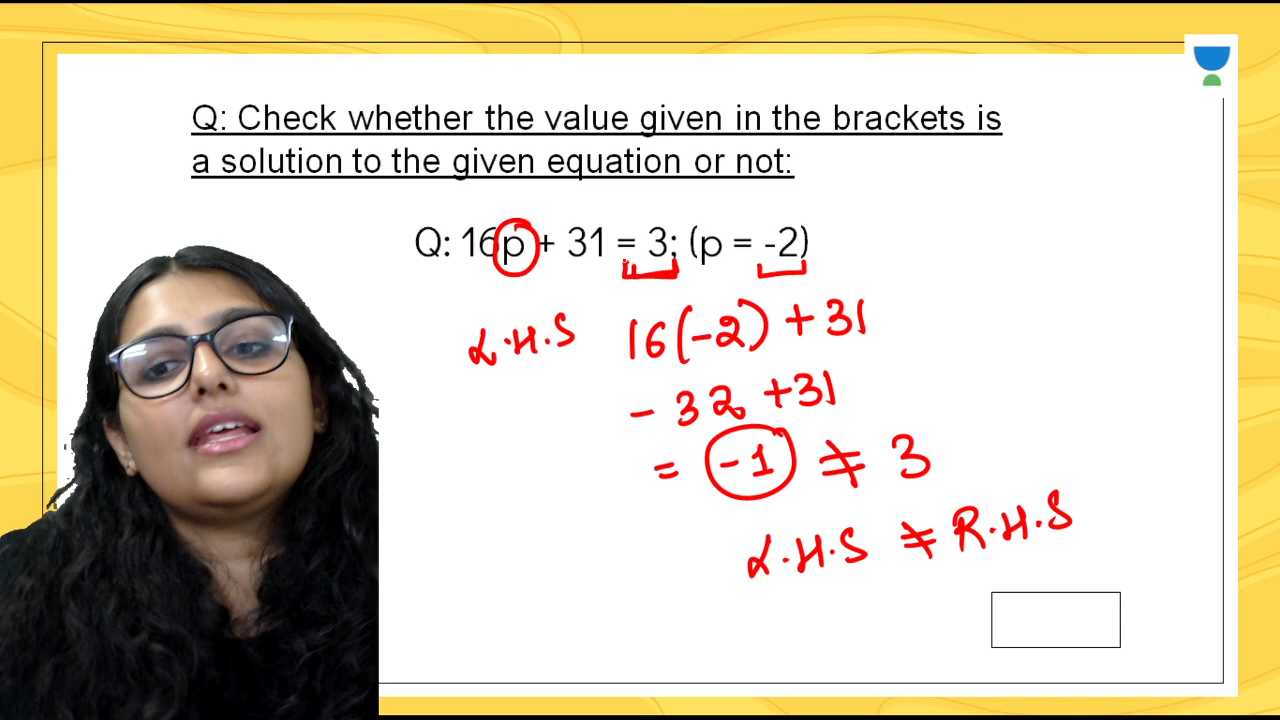 Q: Check whether the value given in the brackets is
a solution to the given equation or not:
Q: 16p + 31 = 3; (p = -2)
L.H.S 16(-2) + 31
- 32 + 31
= -1 ≠ 3
L.H.S ≠ R.H.S